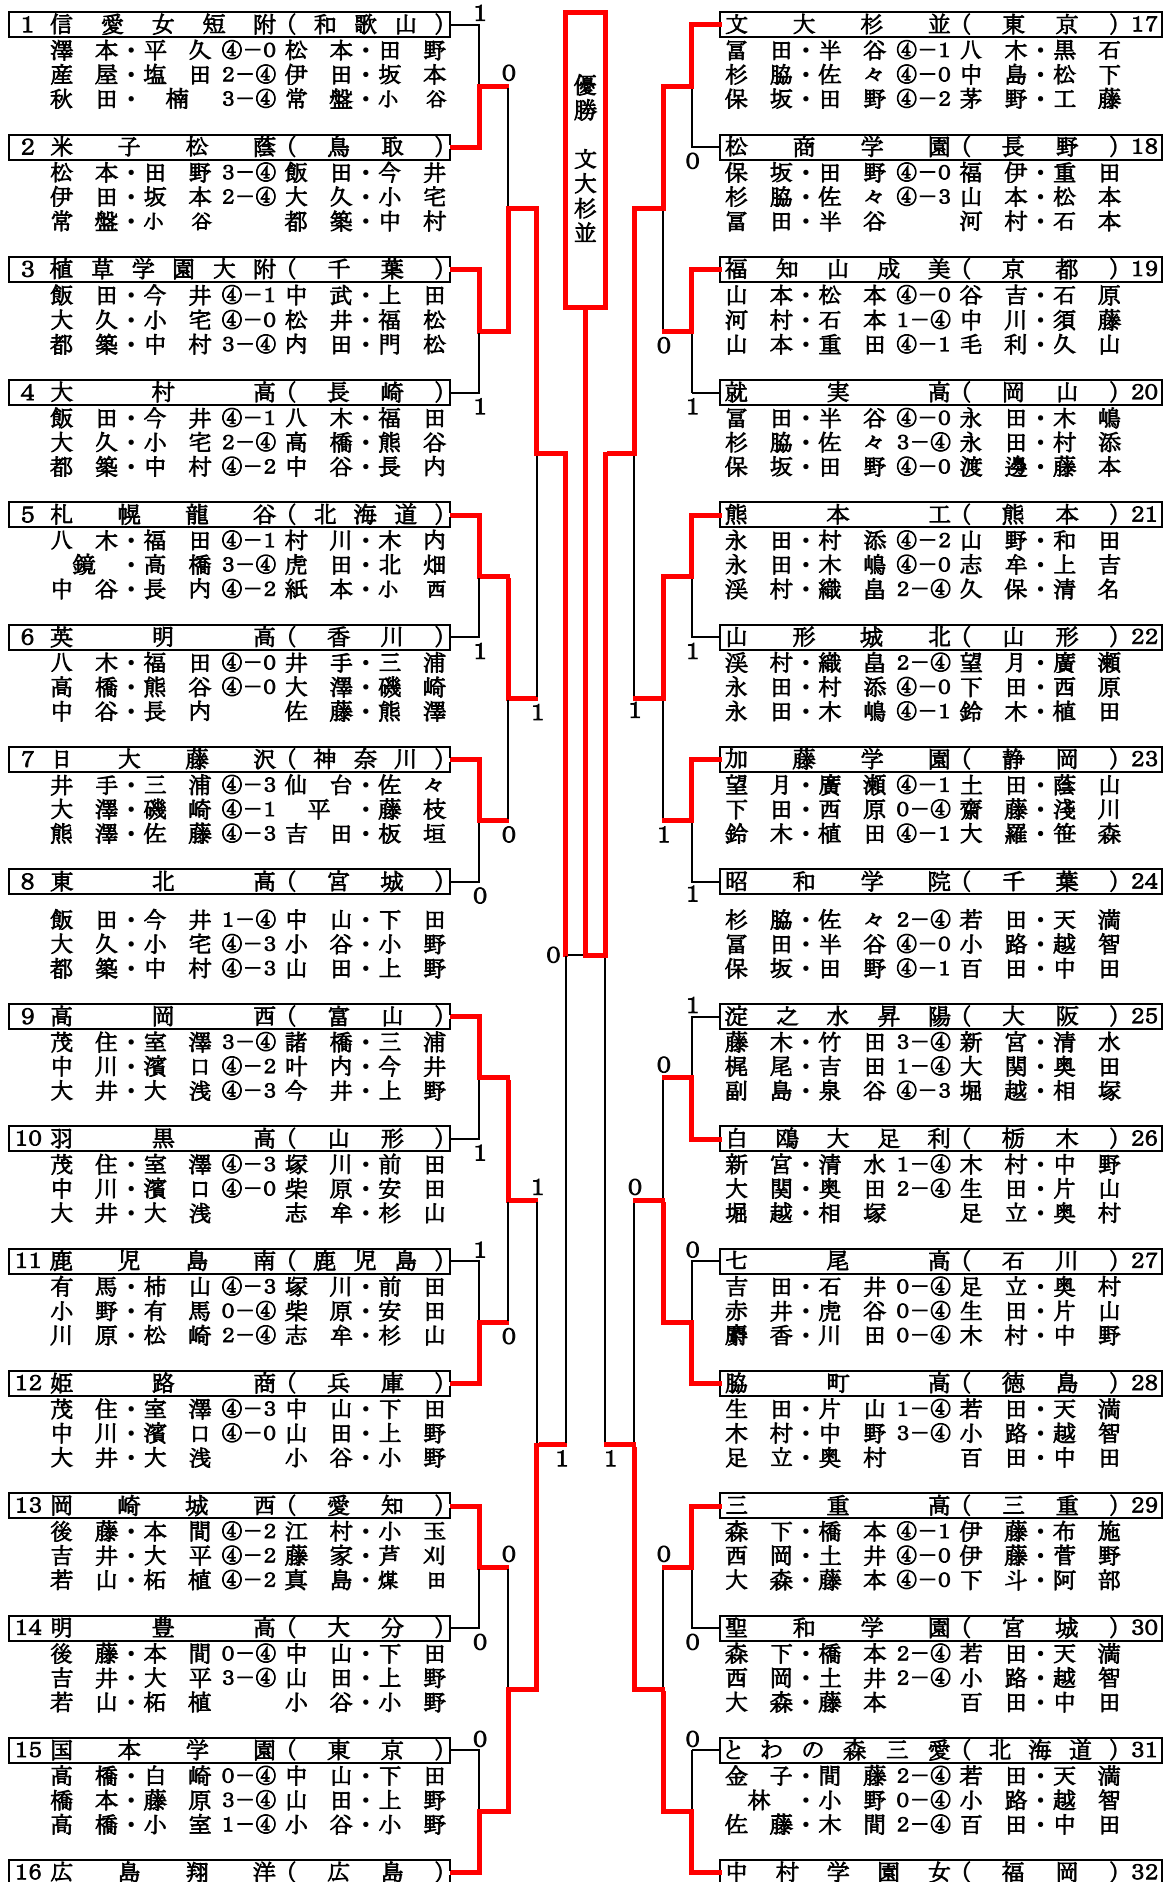 優勝 文大杉並
1 信愛女短附(和歌山) 1
澤本・平久 ④-0 松本・田野
産屋・塩田 2-④ 伊田・坂本
秋田・楠 3-④ 常盤・小谷
0
2 米子松蔭(鳥取)
松本・田野 3-④ 飯田・今井
伊田・坂本 2-④ 大久・小宅
常盤・小谷 都築・中村
3 植草学園大附(千葉)
飯田・今井 ④-1 中武・上田
大久・小宅 ④-0 松井・福松
都築・中村 3-④ 内田・門松
4 大村高(長崎) 1
飯田・今井 ④-1 八木・福田
大久・小宅 2-④ 高橋・熊谷
都築・中村 ④-2 中谷・長内
5 札幌龍谷(北海道)
八木・福田 ④-1 村川・木内
鏡・高橋 3-④ 虎田・北畑
中谷・長内 ④-2 紙本・小西
6 英明高(香川) 1
八木・福田 ④-0 井手・三浦
高橋・熊谷 ④-0 大澤・磯崎
中谷・長内 佐藤・熊澤
1
7 日大藤沢(神奈川)
井手・三浦 ④-3 仙台・佐々
大澤・磯崎 ④-1 平・藤枝
熊澤・佐藤 ④-3 吉田・板垣
0
8 東北高(宮城) 0
飯田・今井 1-④ 中山・下田
大久・小宅 ④-3 小谷・小野
都築・中村 ④-3 山田・上野
0
9 高岡西(富山)
茂住・室澤 3-④ 諸橋・三浦
中川・濱口 ④-2 叶内・今井
大井・大浅 ④-3 今井・上野
10 羽黒高(山形) 1
茂住・室澤 ④-3 塚川・前田
中川・濱口 ④-0 柴原・安田
大井・大浅 志牟・杉山
1
11 鹿児島南(鹿児島) 1
有馬・柿山 ④-3 塚川・前田
小野・有馬 0-④ 柴原・安田
川原・松崎 2-④ 志牟・杉山
0
12 姫路商(兵庫)
茂住・室澤 ④-3 中山・下田
中川・濱口 ④-0 山田・上野
大井・大浅 小谷・小野
1
13 岡崎城西(愛知)
後藤・本間 ④-2 江村・小玉
吉井・大平 ④-2 藤家・芦刈
若山・柘植 ④-2 真島・煤田
0
14 明豊高(大分) 0
後藤・本間 0-④ 中山・下田
吉井・大平 3-④ 山田・上野
若山・柘植 小谷・小野
15 国本学園(東京) 0
高橋・白崎 0-④ 中山・下田
橋本・藤原 3-④ 山田・上野
高橋・小室 1-④ 小谷・小野
16 広島翔洋(広島)
文大杉並(東京) 17
冨田・半谷 ④-1 八木・黒石
杉脇・佐々 ④-0 中島・松下
保坂・田野 ④-2 茅野・工藤
0 松商学園(長野) 18
保坂・田野 ④-0 福伊・重田
杉脇・佐々 ④-3 山本・松本
冨田・半谷 河村・石本
福知山成美(京都) 19
山本・松本 ④-0 谷吉・石原
河村・石本 1-④ 中川・須藤
山本・重田 ④-1 毛利・久山
0
1 就実高(岡山) 20
冨田・半谷 ④-0 永田・木嶋
杉脇・佐々 3-④ 永田・村添
保坂・田野 ④-0 渡邊・藤本
熊本工(熊本) 21
永田・村添 ④-2 山野・和田
永田・木嶋 ④-0 志牟・上吉
渓村・織畠 2-④ 久保・清名
1 山形城北(山形) 22
渓村・織畠 2-④ 望月・廣瀬
永田・村添 ④-0 下田・西原
永田・木嶋 ④-1 鈴木・植田
1
加藤学園(静岡) 23
望月・廣瀬 ④-1 土田・蔭山
下田・西原 0-④ 齋藤・淺川
鈴木・植田 ④-1 大羅・笹森
1
1 昭和学院(千葉) 24
杉脇・佐々 2-④ 若田・天満
冨田・半谷 ④-0 小路・越智
保坂・田野 ④-1 百田・中田
1 淀之水昇陽(大阪) 25
藤木・竹田 3-④ 新宮・清水
梶尾・吉田 1-④ 大関・奥田
副島・泉谷 ④-3 堀越・相塚
0
白鴎大足利(栃木) 26
新宮・清水 1-④ 木村・中野
大関・奥田 2-④ 生田・片山
堀越・相塚 足立・奥村
0
0 七尾高(石川) 27
吉田・石井 0-④ 足立・奥村
赤井・虎谷 0-④ 生田・片山
麝香・川田 0-④ 木村・中野
脇町高(徳島) 28
生田・片山 1-④ 若田・天満
木村・中野 3-④ 小路・越智
足立・奥村 百田・中田
1
三重高(三重) 29
森下・橋本 ④-1 伊藤・布施
西岡・土井 ④-0 伊藤・菅野
大森・藤本 ④-0 下斗・阿部
0
0 聖和学園(宮城) 30
森下・橋本 2-④ 若田・天満
西岡・土井 2-④ 小路・越智
大森・藤本 百田・中田
0 とわの森三愛(北海道) 31
金子・間藤 2-④ 若田・天満
林・小野 0-④ 小路・越智
佐藤・木間 2-④ 百田・中田
中村学園女(福岡) 32